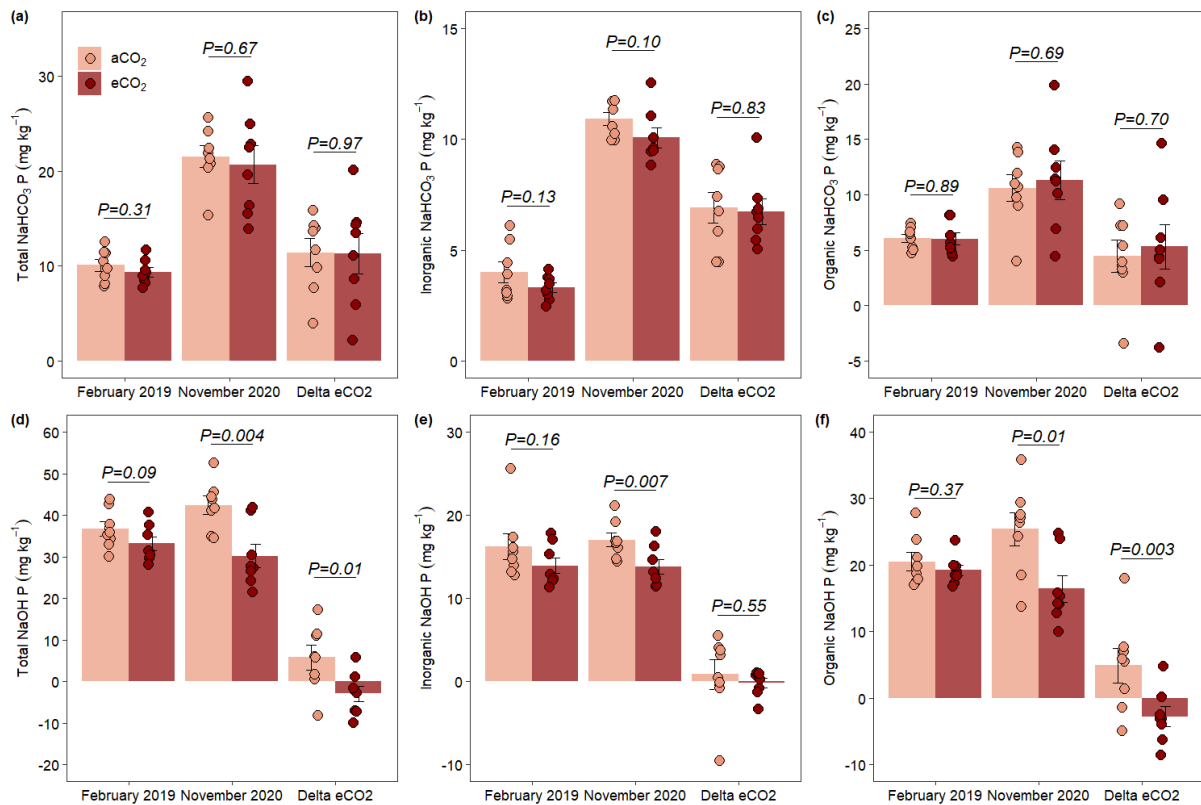 (a)
Total NaHCO₃ P (mg kg⁻¹)
30
20
10
0
aCO₂
eCO₂
P=0.31
P=0.67
P=0.97
February 2019 November 2020 Delta eCO2
(b)
Inorganic NaHCO₃ P (mg kg⁻¹)
15
10
5
0
P=0.13
P=0.10
P=0.83
February 2019 November 2020 Delta eCO2
(c)
Organic NaHCO₃ P (mg kg⁻¹)
25
20
15
10
5
0
-5
P=0.89
P=0.69
P=0.70
February 2019 November 2020 Delta eCO2
(d)
Total NaOH P (mg kg⁻¹)
60
50
40
30
20
10
0
-10
-20
P=0.09
P=0.004
P=0.01
February 2019 November 2020 Delta eCO2
(e)
Inorganic NaOH P (mg kg⁻¹)
30
20
10
0
-10
P=0.16
P=0.007
P=0.55
February 2019 November 2020 Delta eCO2
(f)
Organic NaOH P (mg kg⁻¹)
40
30
20
10
0
-10
P=0.37
P=0.01
P=0.003
February 2019 November 2020 Delta eCO2